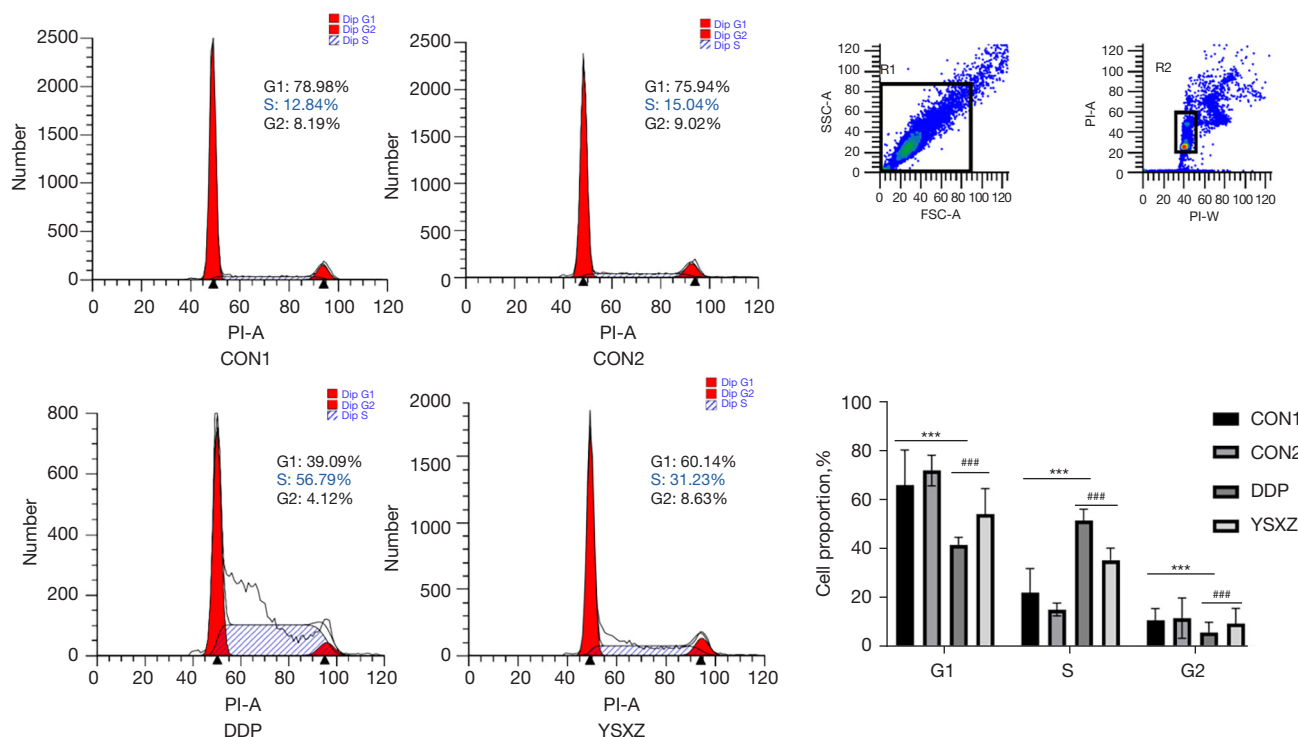 Dip G1
Dip G2
Dip S
2500
2000
1500
1000
500
0
Number
G1: 78.98%
S: 12.84%
G2: 8.19%
0 20 40 60 80 100 120
PI-A
CON1
Dip G1
Dip G2
Dip S
2500
2000
1500
1000
500
0
Number
G1: 75.94%
S: 15.04%
G2: 9.02%
0 20 40 60 80 100 120
PI-A
CON2
120
100
80
60
40
20
0
SSC-A
R1
0 20 40 60 80 100 120
FSC-A
120
100
80
60
40
20
0
PI-A
R2
0 20 40 60 80 100 120
PI-W
Dip G1
Dip G2
Dip S
800
600
400
200
0
Number
G1: 39.09%
S: 56.79%
G2: 4.12%
0 20 40 60 80 100 120
PI-A
DDP
Dip G1
Dip G2
Dip S
2000
1500
1000
500
0
Number
G1: 60.14%
S: 31.23%
G2: 8.63%
0 20 40 60 80 100 120
PI-A
YSXZ
100
80
60
40
20
0
Cell proportion,%
***
###
***
###
***
###
G1 S G2
CON1
CON2
DDP
YSXZ